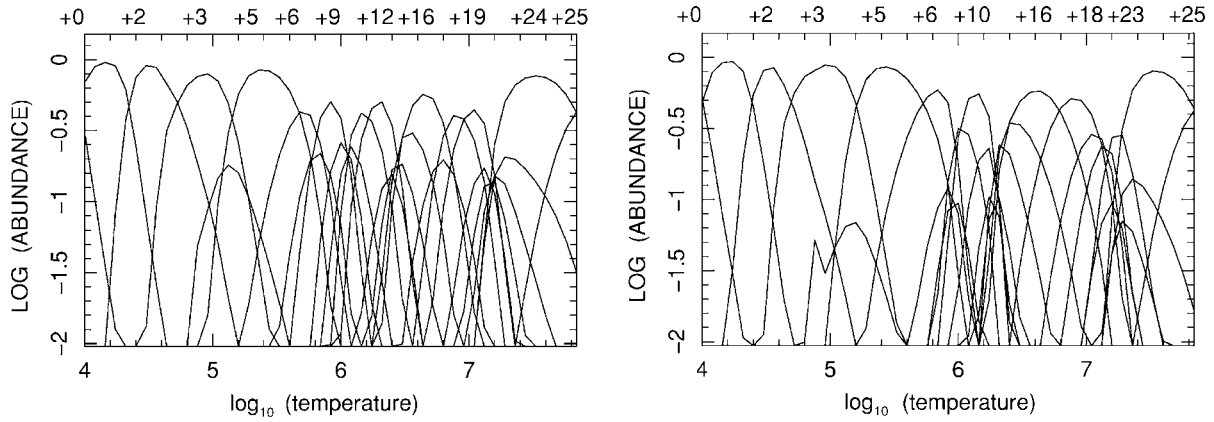 +0 +2 +3 +5 +6 +9 +12 +16 +19 +24 +25
LOG (ABUNDANCE)
0
−0.5
−1
−1.5
−2
4 5 6 7
log₁₀ (temperature)
+0 +2 +3 +5 +6 +10 +16 +18 +23 +25
LOG (ABUNDANCE)
0
−0.5
−1
−1.5
−2
4 5 6 7
log₁₀ (temperature)